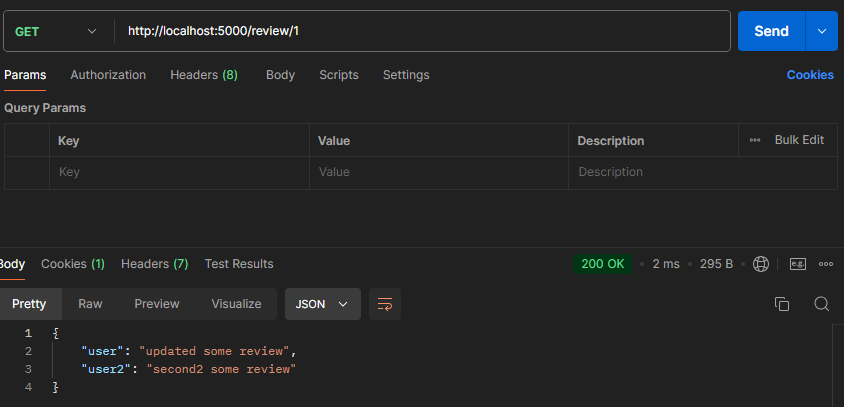 GET http://localhost:5000/review/1 Send
Params Authorization Headers (8) Body Scripts Settings Cookies
Query Params
Key Value Description Bulk Edit
Key Value Description
Body Cookies (1) Headers (7) Test Results 200 OK 2 ms 295 B e.g.
Pretty Raw Preview Visualize JSON
1 {
2 "user": "updated some review",
3 "user2": "second2 some review"
4 }